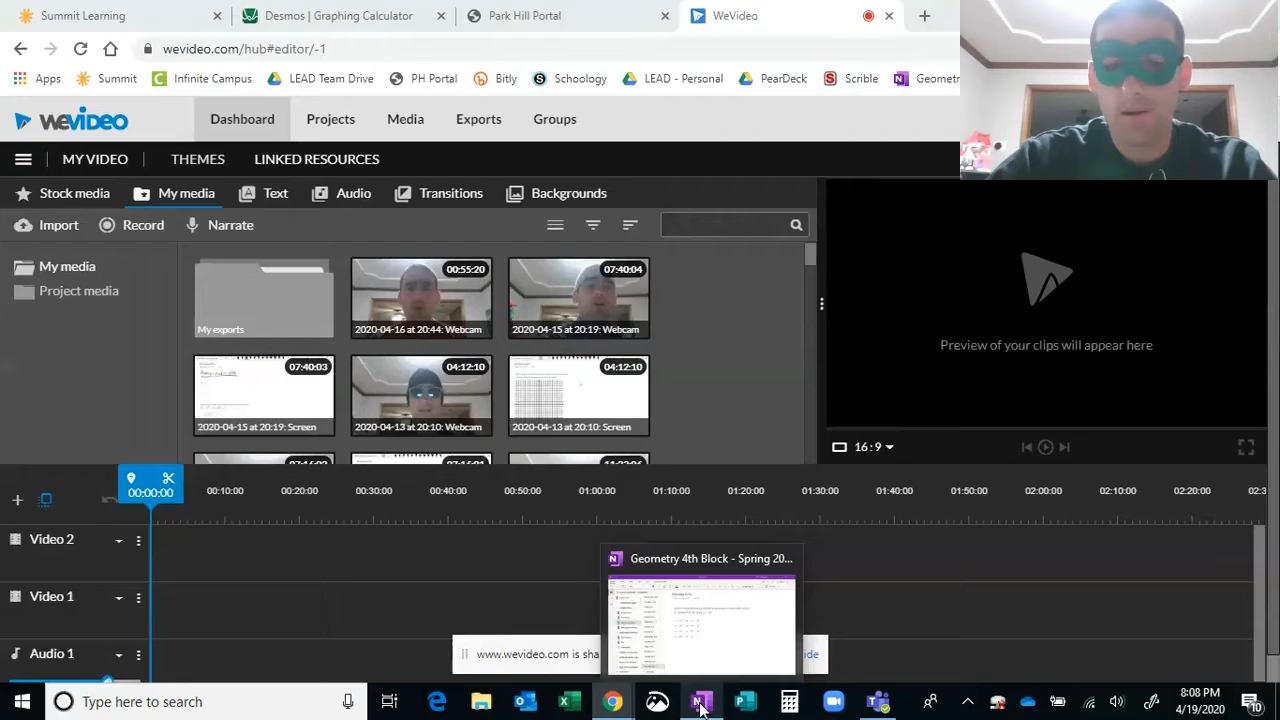 Summit Learning
Desmos | Graphing Calculator
Park Hill Portal
WeVideo
wevideo.com/hub#editor/-1
Apps
Summit
Infinite Campus
LEAD Team Drive
PH Portal
Bitly
Schoology
LEAD - Personal
PearDeck
Scrible
Geometr
wevideo
Dashboard
Projects
Media
Exports
Groups
MY VIDEO
THEMES
LINKED RESOURCES
Stock media
My media
Text
Audio
Transitions
Backgrounds
Import
Record
Narrate
My media
Project media
My exports
00:55:20
2020-04-16 at 20:44: Webcam
07:40:04
2020-04-15 at 20:19: Webcam
07:40:03
2020-04-15 at 20:19: Screen
04:12:10
2020-04-13 at 20:10: Webcam
04:12:10
2020-04-13 at 20:10: Screen
Preview of your clips will appear here
16:9
00:00:00
00:10:00
00:20:00
00:30:00
00:40:00
00:50:00
01:00:00
01:10:00
01:20:00
01:30:00
01:40:00
01:50:00
02:00:00
02:10:00
02:20:00
02:3
Video 2
Audio 1
Geometry 4th Block - Spring 20...
www.wevideo.com is sha
Type here to search
8:08 PM
4/19/2020
10